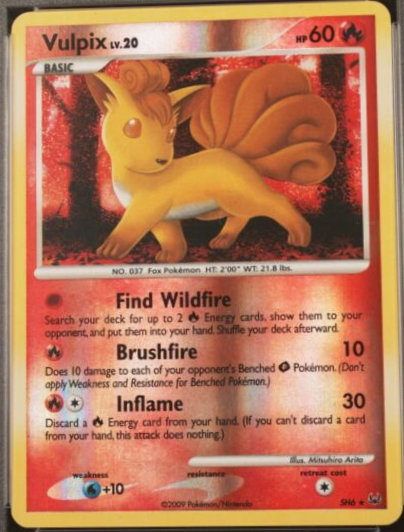 Vulpix LV.20 HP 60
BASIC
NO. 037 Fox Pokémon HT: 2'00" WT: 21.8 lbs.
Find Wildfire
Search your deck for up to 2 Energy cards, show them to your
opponent, and put them into your hand. Shuffle your deck afterward.
Brushfire 10
Does 10 damage to each of your opponent's Benched Pokémon. (Don't
apply Weakness and Resistance for Benched Pokémon.)
Inflame 30
Discard a Energy card from your hand. (If you can't discard a card
from your hand, this attack does nothing.)
Illus. Mitsuhiro Arita
weakness resistance retreat cost
+10
©2009 Pokémon/Nintendo SH6 ★